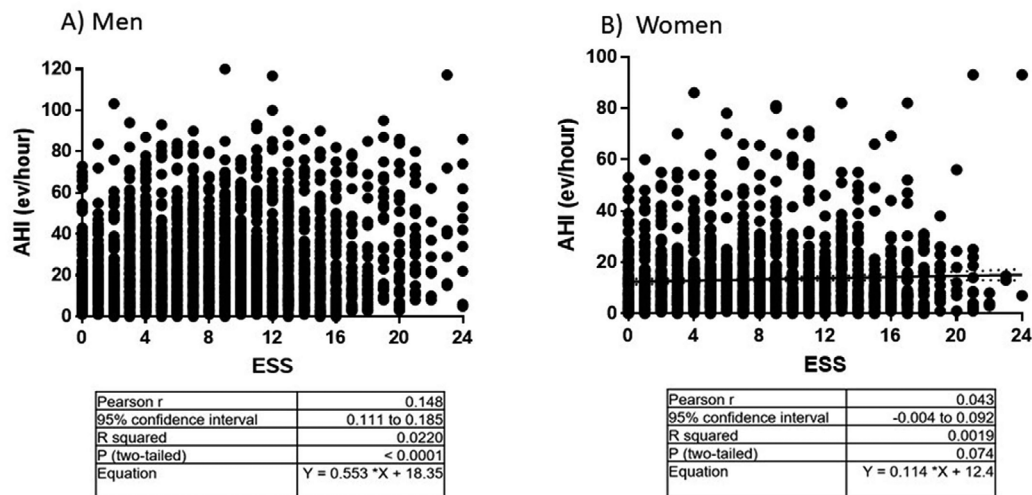 A) Men
120
100
80
60
40
20
0
AHI (ev/hour)
0 4 8 12 16 20 24
ESS
Pearson r 0.148
95% confidence interval 0.111 to 0.185
R squared 0.0220
P (two-tailed) < 0.0001
Equation Y = 0.553 *X + 18.35
B) Women
100
80
60
40
20
0
AHI (ev/hour)
0 4 8 12 16 20 24
ESS
Pearson r 0.043
95% confidence interval -0.004 to 0.092
R squared 0.0019
P (two-tailed) 0.074
Equation Y = 0.114 *X + 12.4